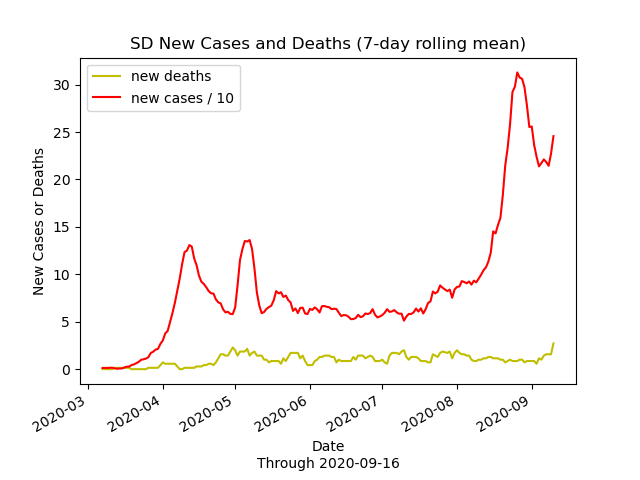 SD New Cases and Deaths (7-day rolling mean)
new deaths
new cases / 10
New Cases or Deaths
30
25
20
15
10
5
0
2020-03
2020-04
2020-05
2020-06
2020-07
2020-08
2020-09
Date
Through 2020-09-16